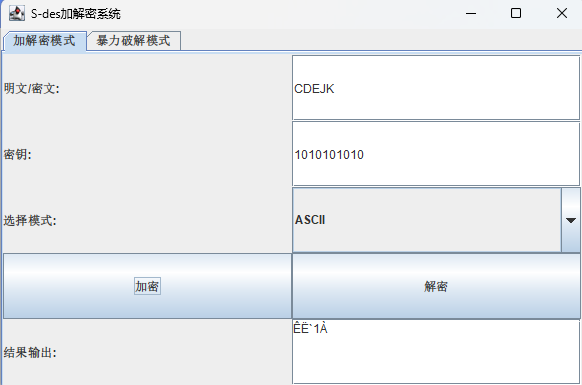 S-des加解密系统
加解密模式 暴力破解模式
明文/密文: CDEJK
密钥: 1010101010
选择模式: ASCII
加密 解密
结果输出: ÊË`1À